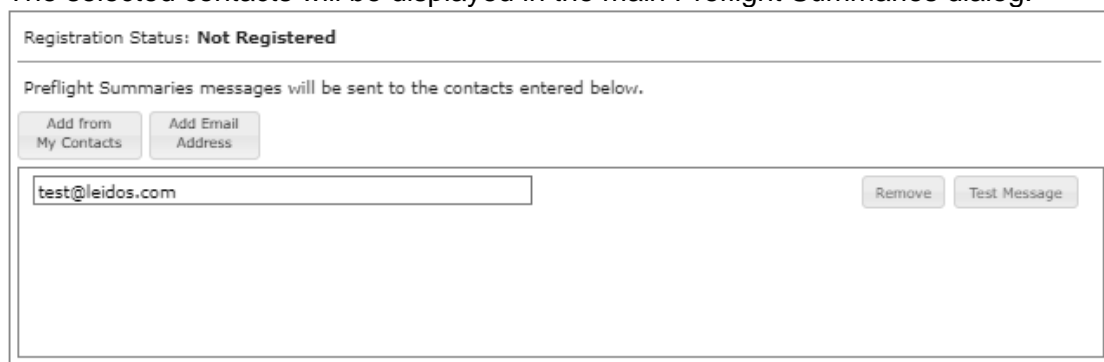 The selected contacts will be displayed in the main Preflight Summaries dialog.
Registration Status: Not Registered
Preflight Summaries messages will be sent to the contacts entered below.
Add from
My Contacts
Add Email
Address
test@leidos.com
Remove
Test Message